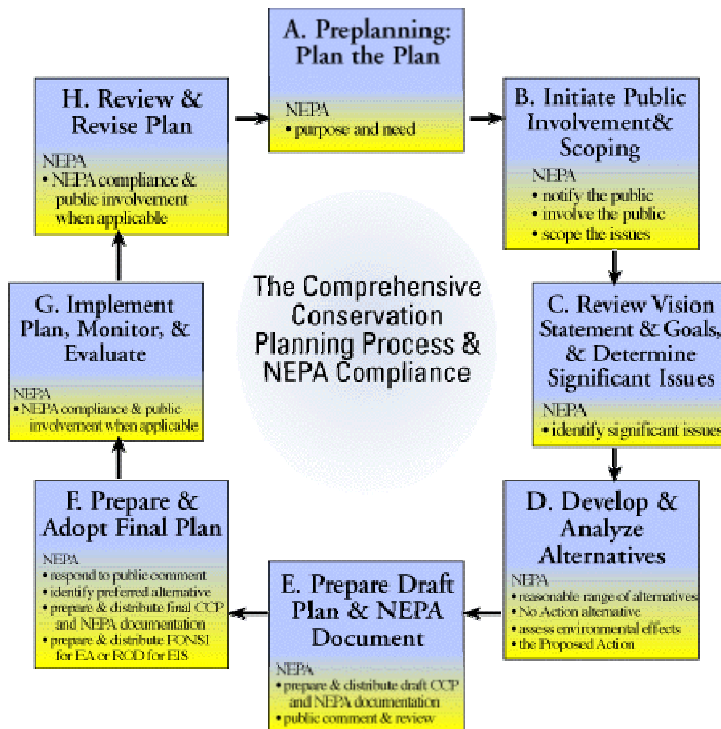 A. Preplanning:
Plan the Plan
NEPA
• purpose and need
B. Initiate Public
Involvement&
Scoping
NEPA
• notify the public
• involve the public
• scope the issues
C. Review Vision
Statement & Goals,
& Determine
Significant Issues
NEPA
• identify significant issues
D. Develop &
Analyze
Alternatives
NEPA
• reasonable range of alternatives
• No Action alternative
• assess environmental effects
• the Proposed Action
E. Prepare Draft
Plan & NEPA
Document
NEPA
• prepare & distribute draft CCP
and NEPA documentation
• public comment & review
F. Prepare &
Adopt Final Plan
NEPA
• respond to public comment
• identify preferred alternative
• prepare & distribute final CCP
and NEPA documentation
• prepare & distribute FONSI
for EA or ROD for EIS
G. Implement
Plan, Monitor, &
Evaluate
NEPA
• NEPA compliance & public
involvement when applicable
H. Review &
Revise Plan
NEPA
• NEPA compliance &
public involvement
when applicable
The Comprehensive
Conservation
Planning Process &
NEPA Compliance